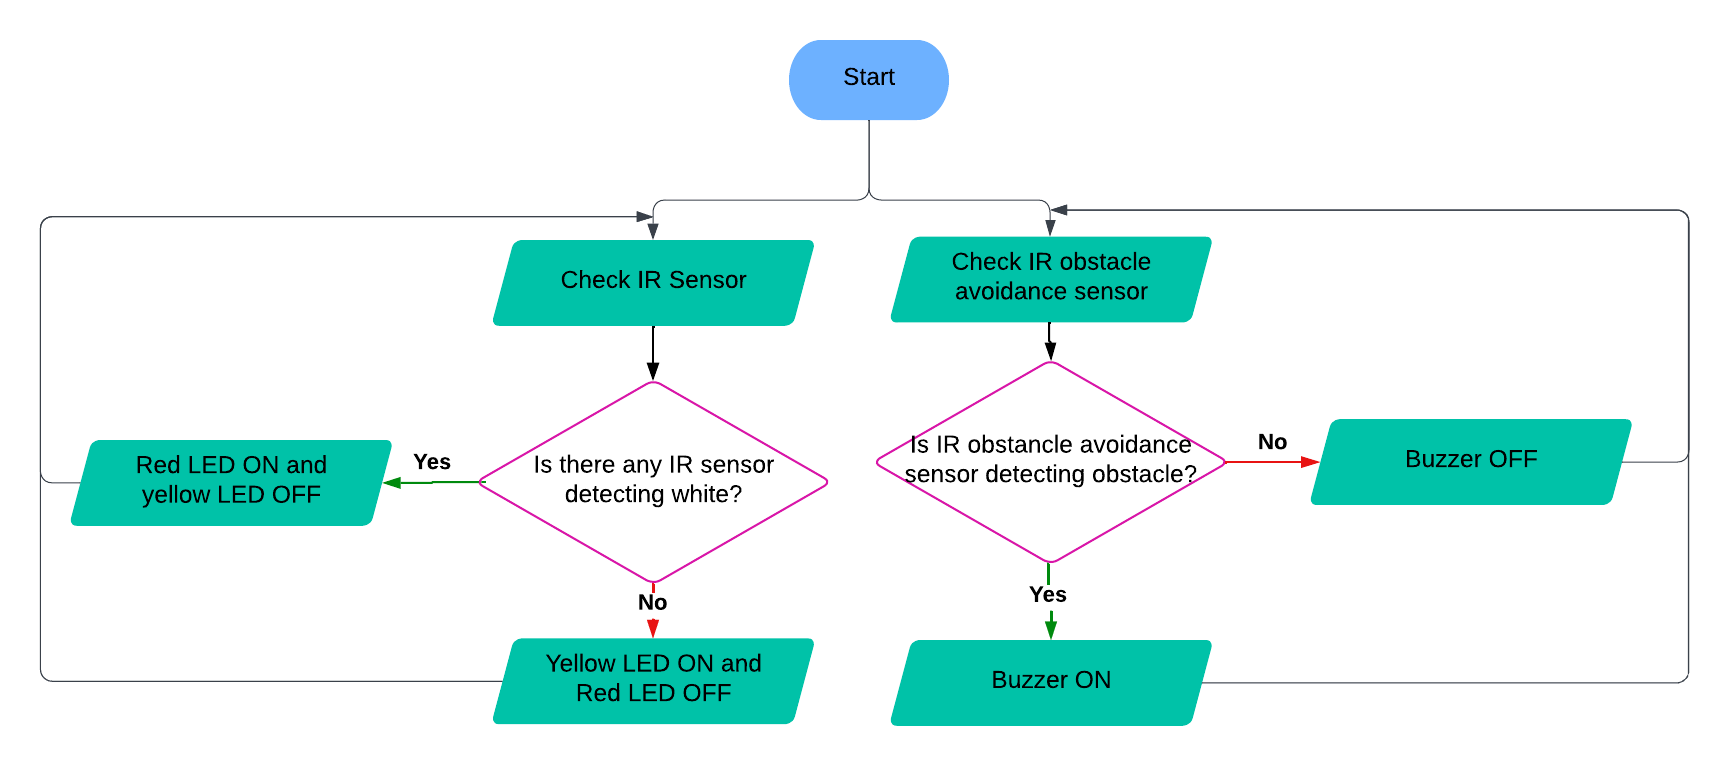 Start
Check IR Sensor
Check IR obstacle
avoidance sensor
Is there any IR sensor
detecting white?
Yes
Red LED ON and
yellow LED OFF
No
Yellow LED ON and
Red LED OFF
Is IR obstancle avoidance
sensor detecting obstacle?
No
Buzzer OFF
Yes
Buzzer ON